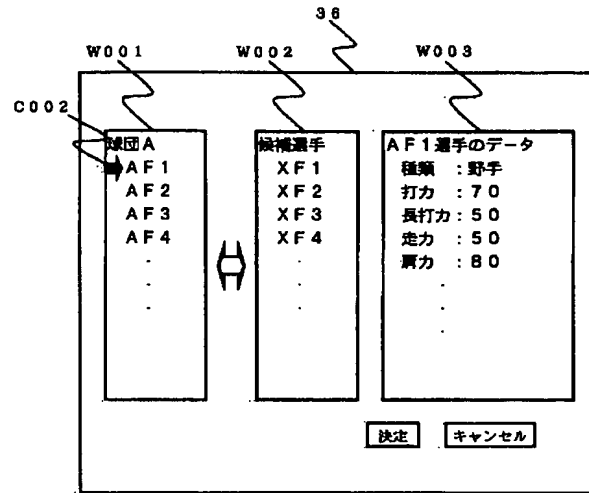 36
W001
W002
W003
C002
球団A
AF1
AF2
AF3
AF4
候補選手
XF1
XF2
XF3
XF4
AF1選手のデータ
種類 :野手
打力 :70
長打力:50
走力 :50
肩力 :80
決定
キャンセル